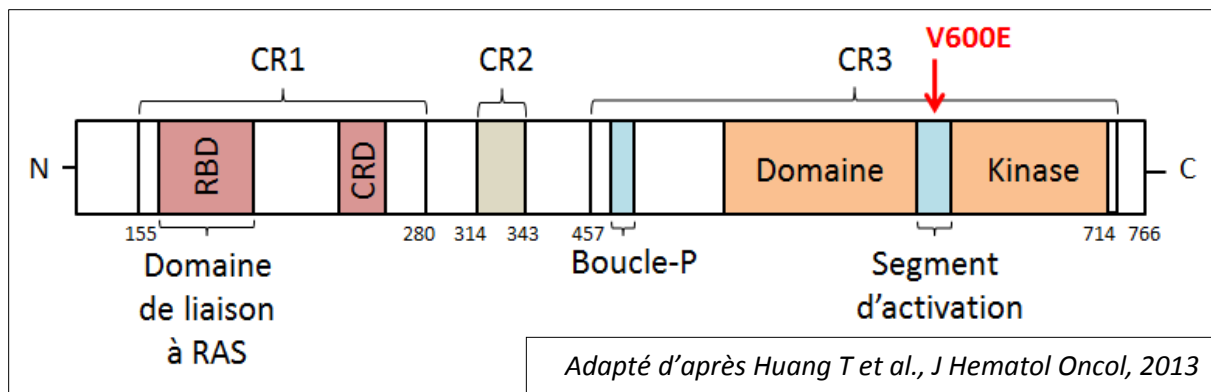 V600E
CR1
CR2
CR3
N
RBD
CRD
Domaine
Kinase
C
155
280
314
343
457
714
766
Domaine
de liaison
à RAS
Boucle-P
Segment
d'activation
Adapté d'après Huang T et al., J Hematol Oncol, 2013